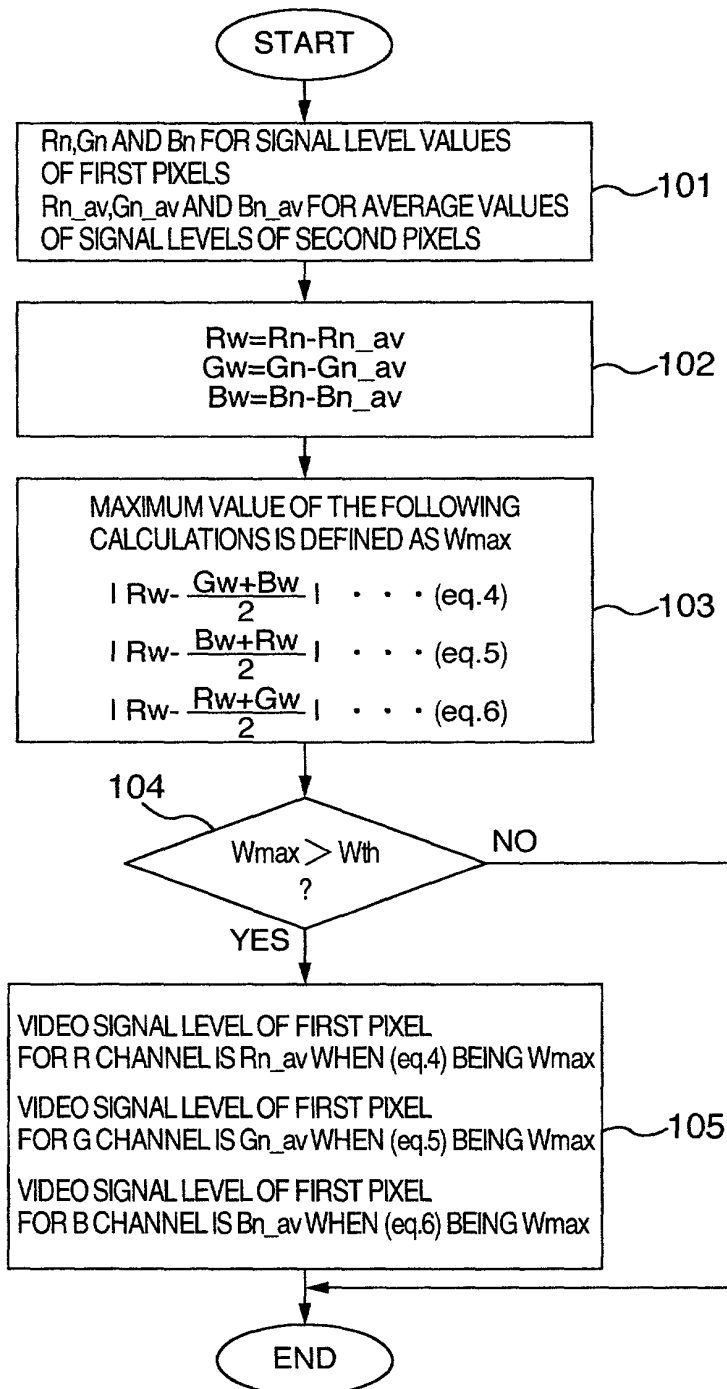 START
Rn,Gn AND Bn FOR SIGNAL LEVEL VALUES
OF FIRST PIXELS
Rn_av,Gn_av AND Bn_av FOR AVERAGE VALUES
OF SIGNAL LEVELS OF SECOND PIXELS
101
Rw=Rn-Rn_av
Gw=Gn-Gn_av
Bw=Bn-Bn_av
102
MAXIMUM VALUE OF THE FOLLOWING
CALCULATIONS IS DEFINED AS Wmax
| Rw- (Gw+Bw)/2 | · · · (eq.4)
| Rw- (Bw+Rw)/2 | · · · (eq.5)
| Rw- (Rw+Gw)/2 | · · · (eq.6)
103
104
Wmax > Wth
?
NO
YES
VIDEO SIGNAL LEVEL OF FIRST PIXEL
FOR R CHANNEL IS Rn_av WHEN (eq.4) BEING Wmax
VIDEO SIGNAL LEVEL OF FIRST PIXEL
FOR G CHANNEL IS Gn_av WHEN (eq.5) BEING Wmax
VIDEO SIGNAL LEVEL OF FIRST PIXEL
FOR B CHANNEL IS Bn_av WHEN (eq.6) BEING Wmax
105
END